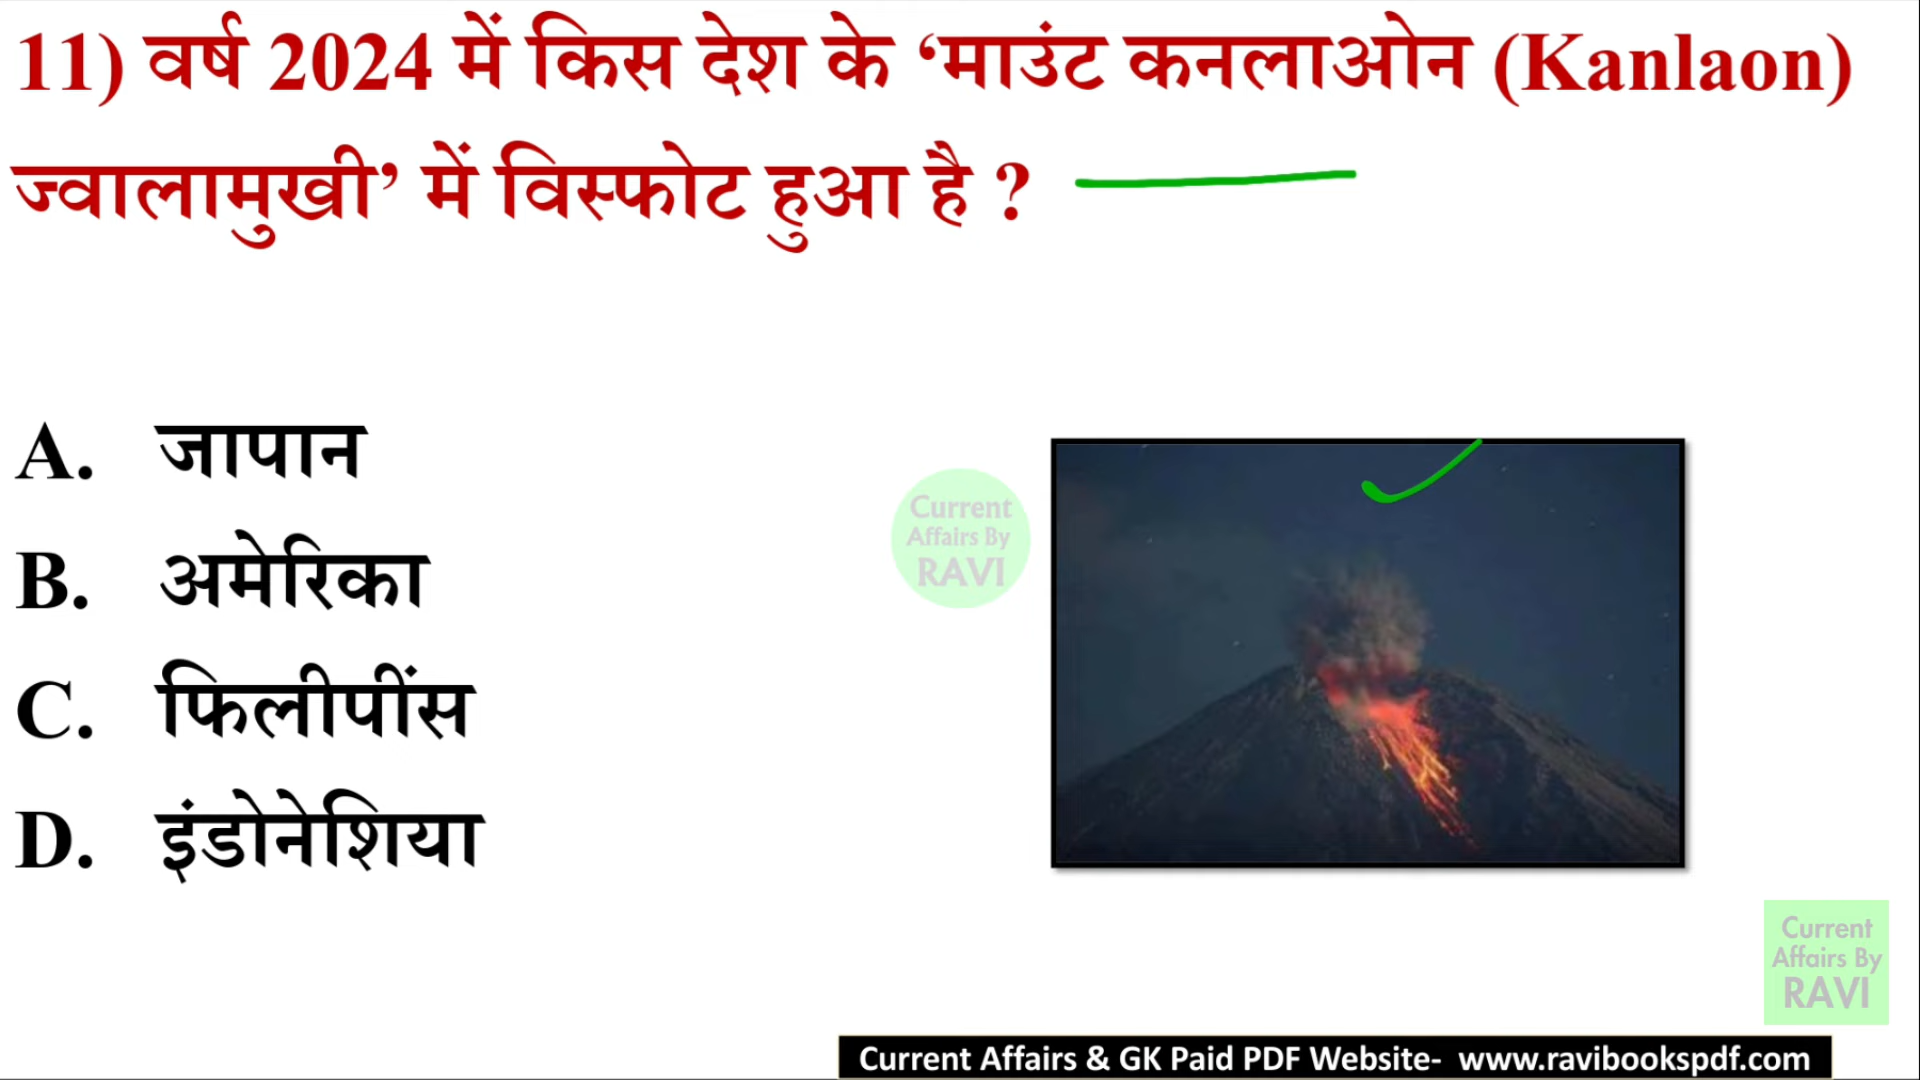 11) वर्ष 2024 में किस देश के ‘माउंट कनलाओन (Kanlaon)
ज्वालामुखी’ में विस्फोट हुआ है ?
A. जापान
B. अमेरिका
C. फिलीपींस
D. इंडोनेशिया
Current
Affairs By
RAVI
Current
Affairs By
RAVI
Current Affairs & GK Paid PDF Website- www.ravibookspdf.com